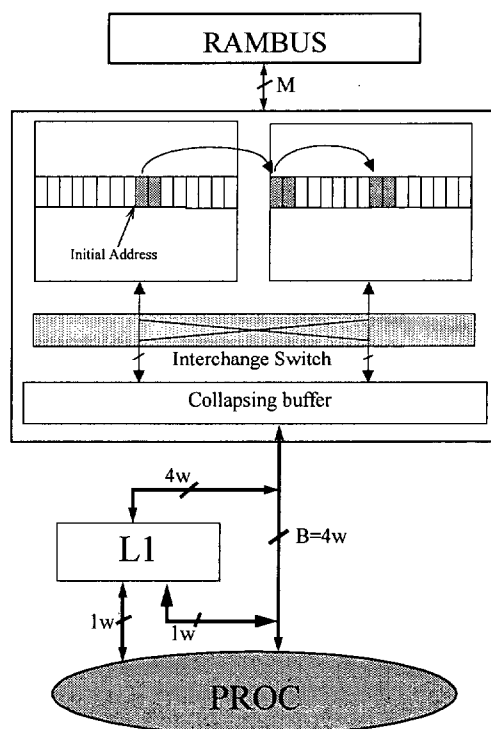 RAMBUS
M
Initial Address
Interchange Switch
Collapsing buffer
4w
B=4w
L1
1w
1w
PROC